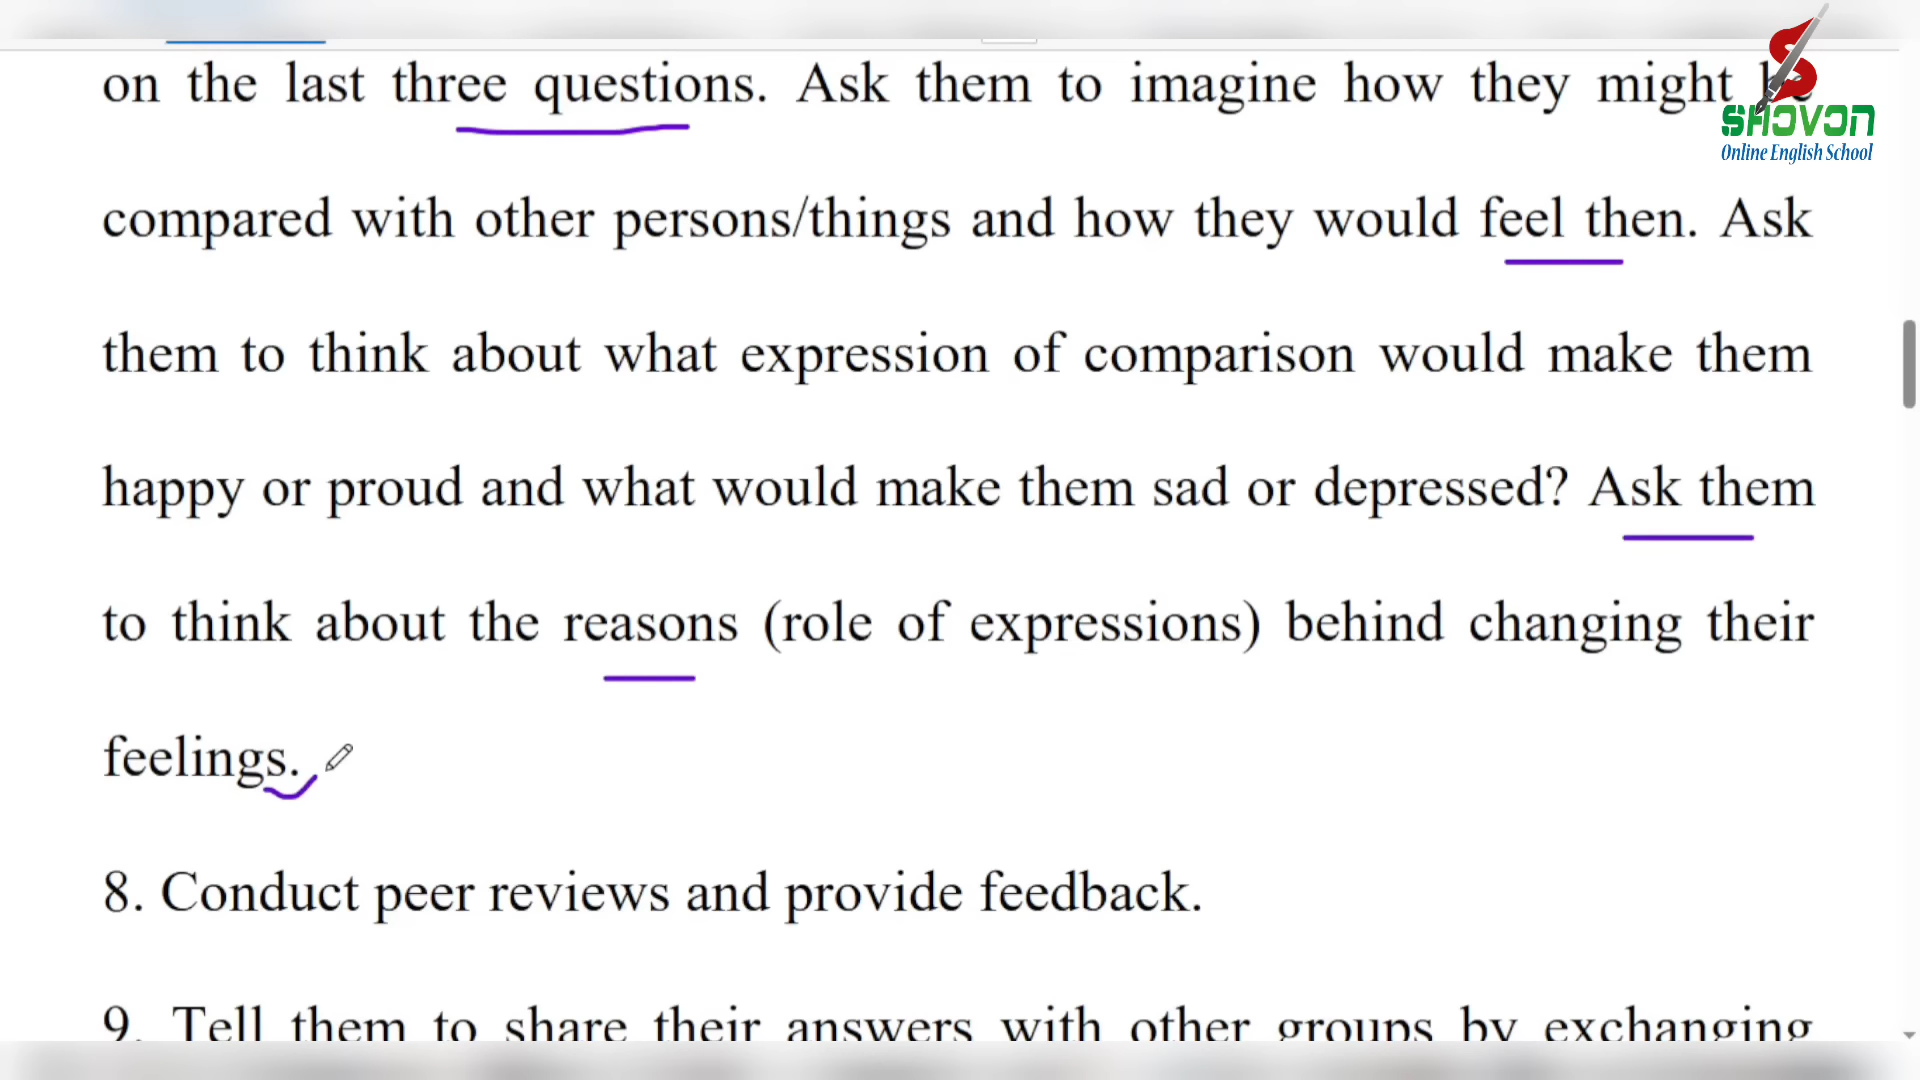 on the last three questions. Ask them to imagine how they might be
SHOVON
Online English School
compared with other persons/things and how they would feel then. Ask
them to think about what expression of comparison would make them
happy or proud and what would make them sad or depressed? Ask them
to think about the reasons (role of expressions) behind changing their
feelings.
8. Conduct peer reviews and provide feedback.
9. Tell them to share their answers with other groups by exchanging